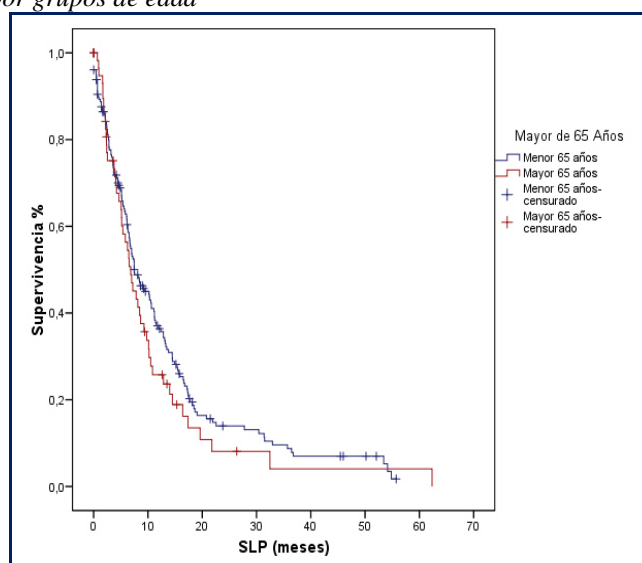 por grupos de edad
1,0
0,8
0,6
0,4
0,2
0,0
Supervivencia %
0
10
20
30
40
50
60
70
SLP (meses)
Mayor de 65 Años
Menor 65 años
Mayor 65 años
Menor 65 años-
censurado
Mayor 65 años-
censurado